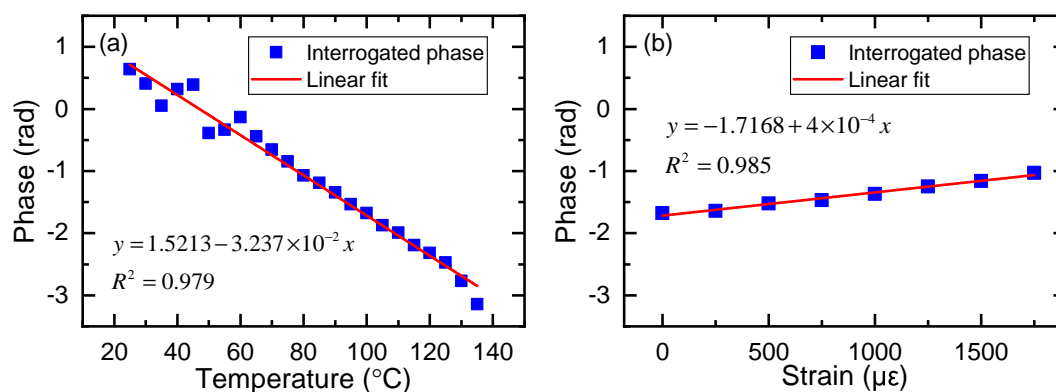 (a)
Interrogated phase
Linear fit
y = 1.5213 − 3.237×10⁻² x
R² = 0.979
Phase (rad)
1
0
-1
-2
-3
20 40 60 80 100 120 140
Temperature (°C)
(b)
Interrogated phase
Linear fit
y = −1.7168 + 4×10⁻⁴ x
R² = 0.985
Phase (rad)
1
0
-1
-2
-3
0 500 1000 1500
Strain (με)